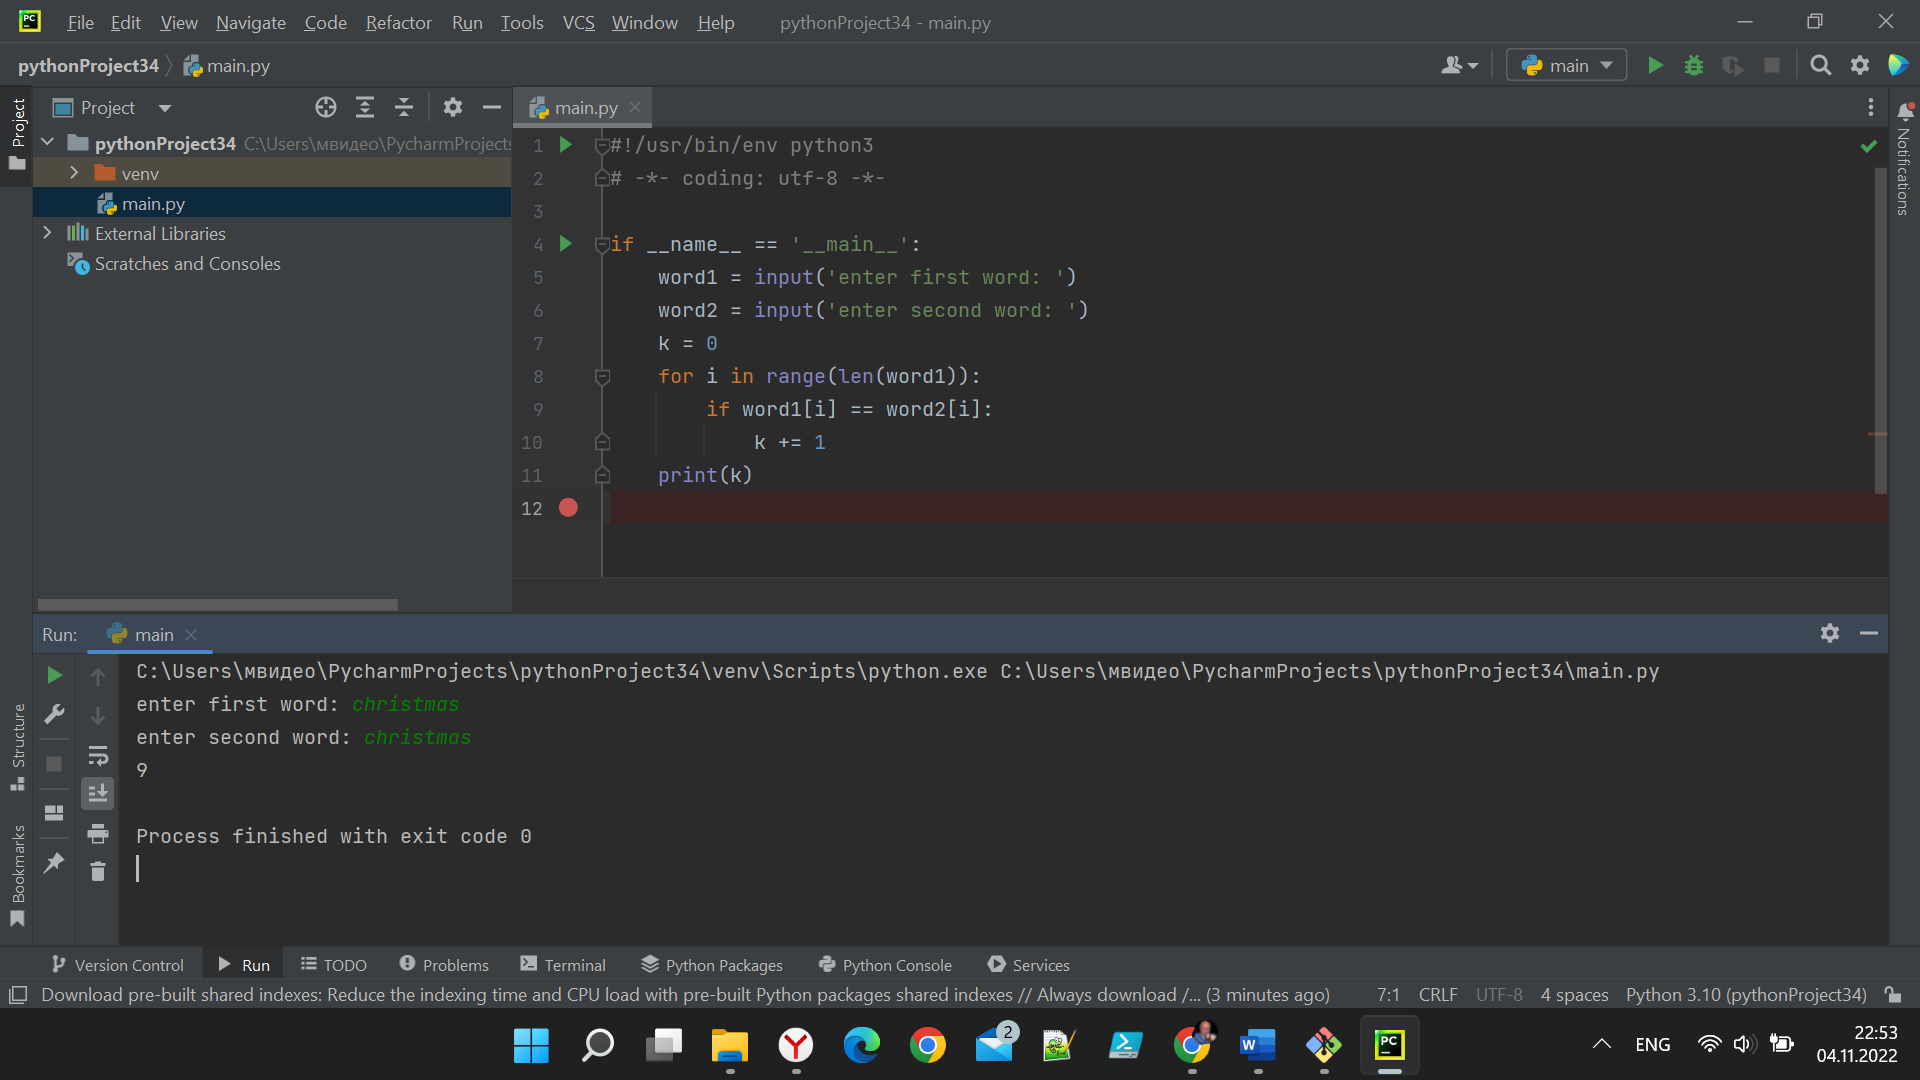 PC
File Edit View Navigate Code Refactor Run Tools VCS Window Help pythonProject34 - main.py
pythonProject34 main.py main
Project
main.py
pythonProject34 C:\Users\мвидео\PycharmProjects
venv
main.py
External Libraries
Scratches and Consoles
Project
Structure
Bookmarks
Notifications
1 #!/usr/bin/env python3
2 # -*- coding: utf-8 -*-
3
4 if __name__ == '__main__':
5 word1 = input('enter first word: ')
6 word2 = input('enter second word: ')
7 k = 0
8 for i in range(len(word1)):
9 if word1[i] == word2[i]:
10 k += 1
11 print(k)
12
Run: main
C:\Users\мвидео\PycharmProjects\pythonProject34\venv\Scripts\python.exe C:\Users\мвидео\PycharmProjects\pythonProject34\main.py
enter first word: christmas
enter second word: christmas
9
Process finished with exit code 0
Version Control Run TODO Problems Terminal Python Packages Python Console Services
Download pre-built shared indexes: Reduce the indexing time and CPU load with pre-built Python packages shared indexes // Always download /... (3 minutes ago) 7:1 CRLF UTF-8 4 spaces Python 3.10 (pythonProject34)
2 W PC ENG 22:53
04.11.2022